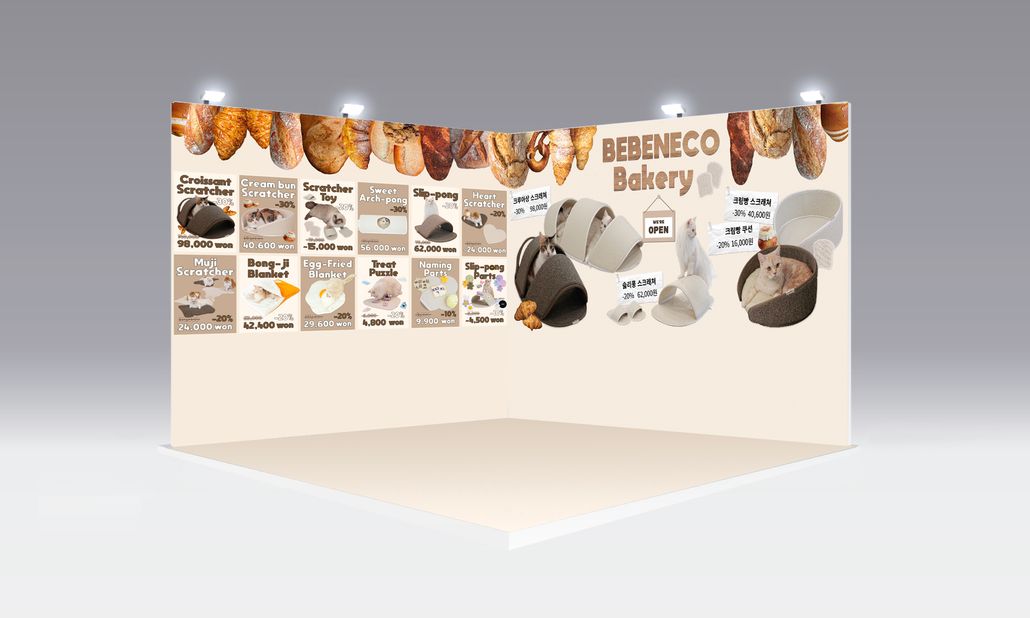 BEBENECO
Bakery
Croissant
Scratcher
-30%
98,000 won
Cream bun
Scratcher
-30%
40.600 won
Scratcher
Toy
-30%
-15,000 won
Sweet
Arch-pong
-30%
56.000 won
Slip-pong
62,000 won
Heart
Scratcher
-20%
24.000 won
Muji
Scratcher
-20%
24.000 won
Bong-ji
Blanket
-20%
42,400 won
Egg-Fried
Blanket
-20%
29.600 won
Treat
Puzzle
-20%
4,800 won
Naming
Parts
-10%
9.900 won
Slip-pong
Parts
-4,500 won
크루아상 스크래쳐
-30% 98,000원
WE'RE
OPEN
슬리퐁 스크래쳐
-20% 62,000원
크림빵 스크래쳐
-30% 40,600원
크림빵 쿠션
-20% 16,000원